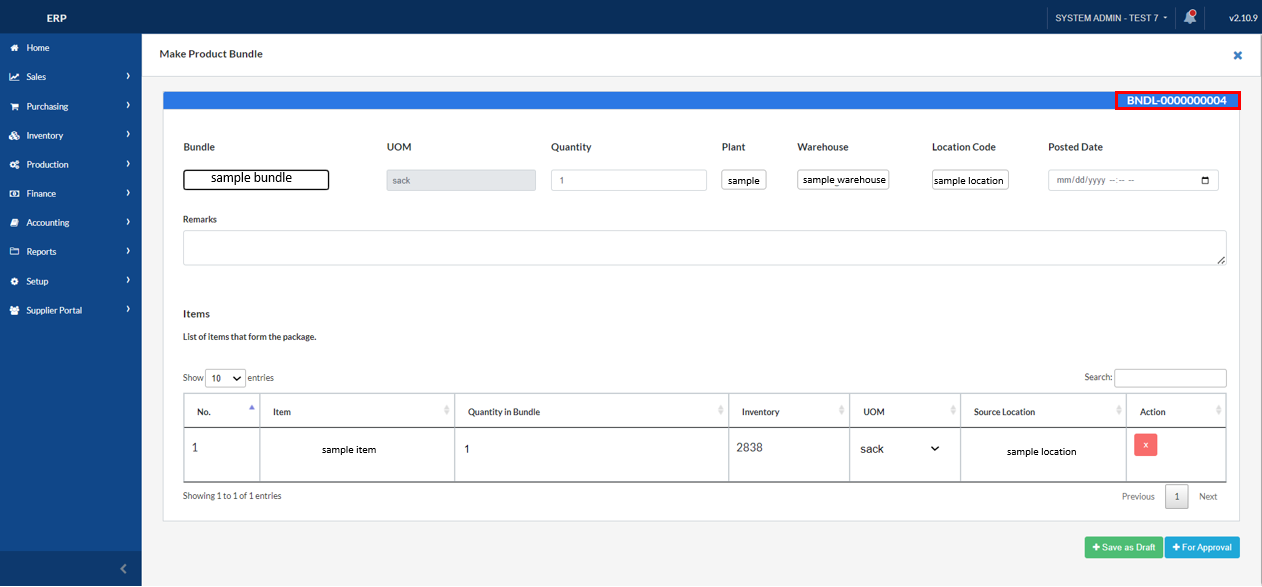 ERP
SYSTEM ADMIN - TEST 7
v2.10.9
Home
Sales
Purchasing
Inventory
Production
Finance
Accounting
Reports
Setup
Supplier Portal
Make Product Bundle
BNDL-0000000004
Bundle UOM Quantity Plant Warehouse Location Code Posted Date
sample bundle sack 1 sample sample_warehouse sample location mm/dd/yyyy --:-- --
Remarks
Items
List of items that form the package.
Show 10 entries Search:
No. Item Quantity in Bundle Inventory UOM Source Location Action
1 sample item 1 2838 sack sample location x
Showing 1 to 1 of 1 entries Previous 1 Next
+ Save as Draft + For Approval